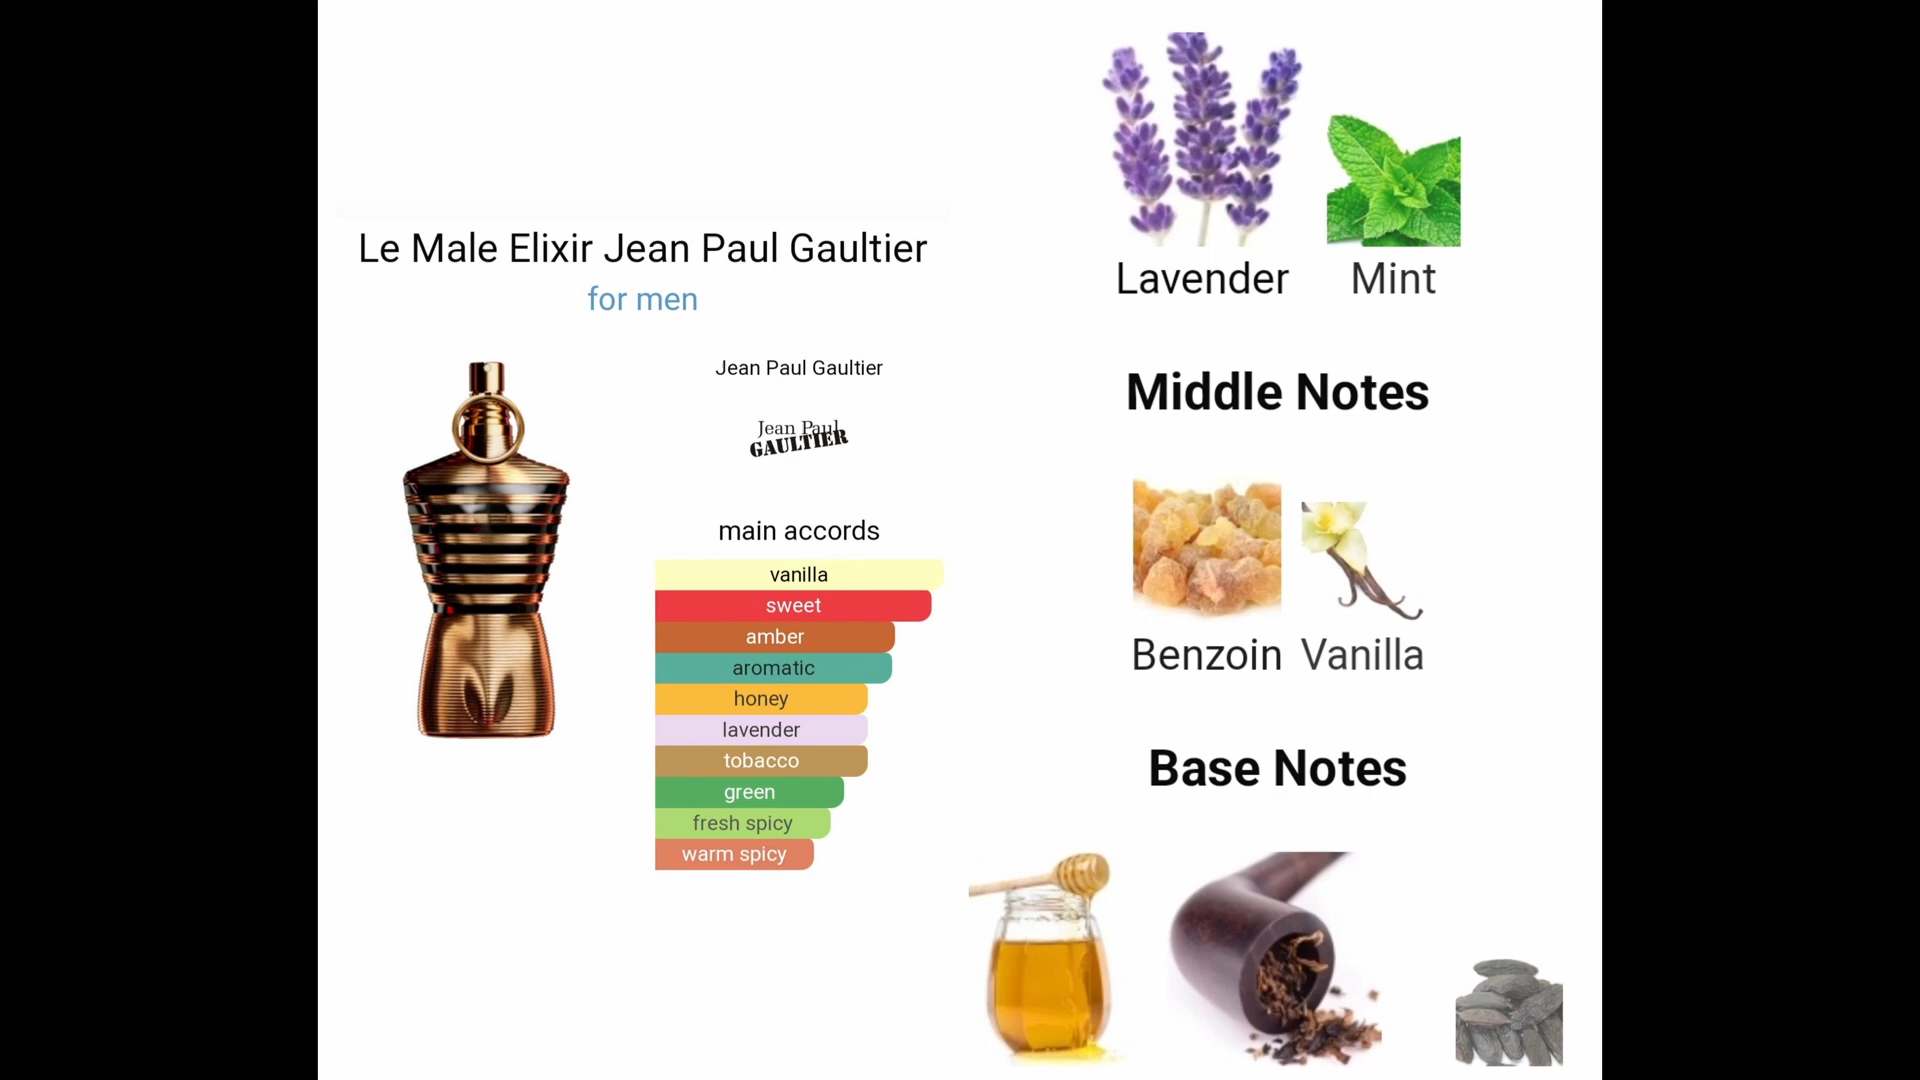 Le Male Elixir Jean Paul Gaultier
for men
Jean Paul Gaultier
Jean Paul
GAULTIER
main accords
vanilla
sweet
amber
aromatic
honey
lavender
tobacco
green
fresh spicy
warm spicy
Lavender Mint
Middle Notes
Benzoin Vanilla
Base Notes